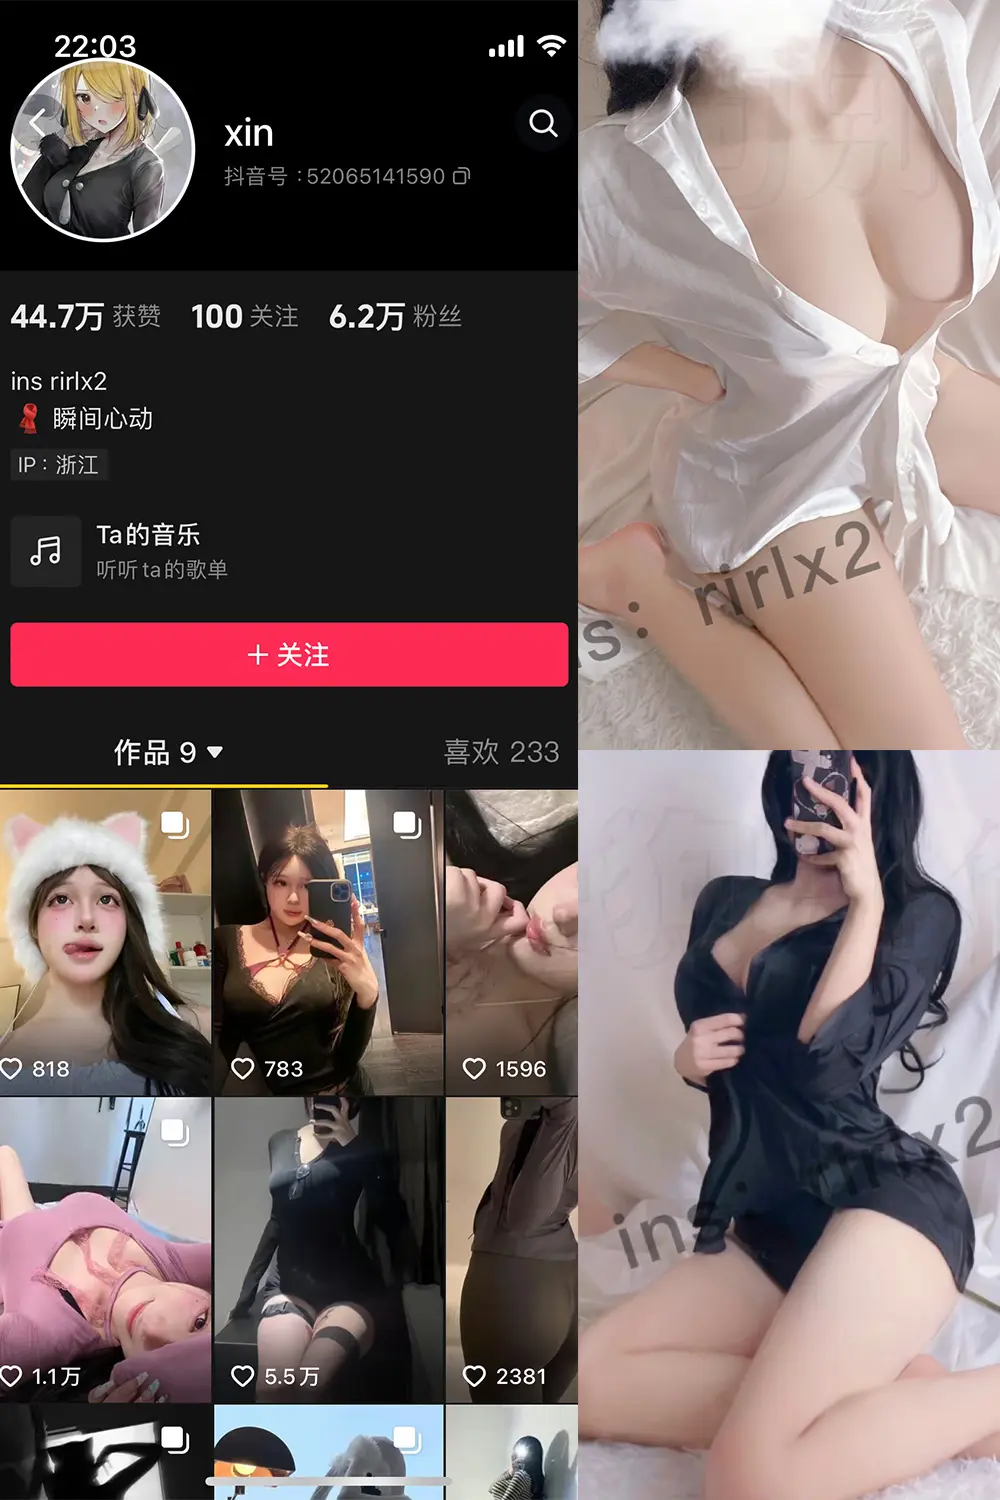 22:03
xin
抖音号：52065141590
44.7万 获赞 100 关注 6.2万 粉丝
ins rirlx2
瞬间心动
IP：浙江
Ta的音乐
听听ta的歌单
+ 关注
作品 9 喜欢 233
818
783
1596
1.1万
5.5万
2381
ns：rirlx2
ins：rirlx2